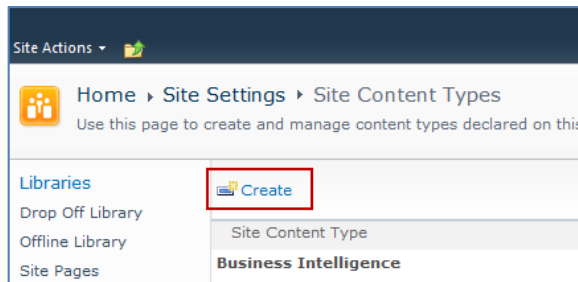 Site Actions
Home ▸ Site Settings ▸ Site Content Types
Use this page to create and manage content types declared on this
Libraries
Drop Off Library
Offline Library
Site Pages
Create
Site Content Type
Business Intelligence